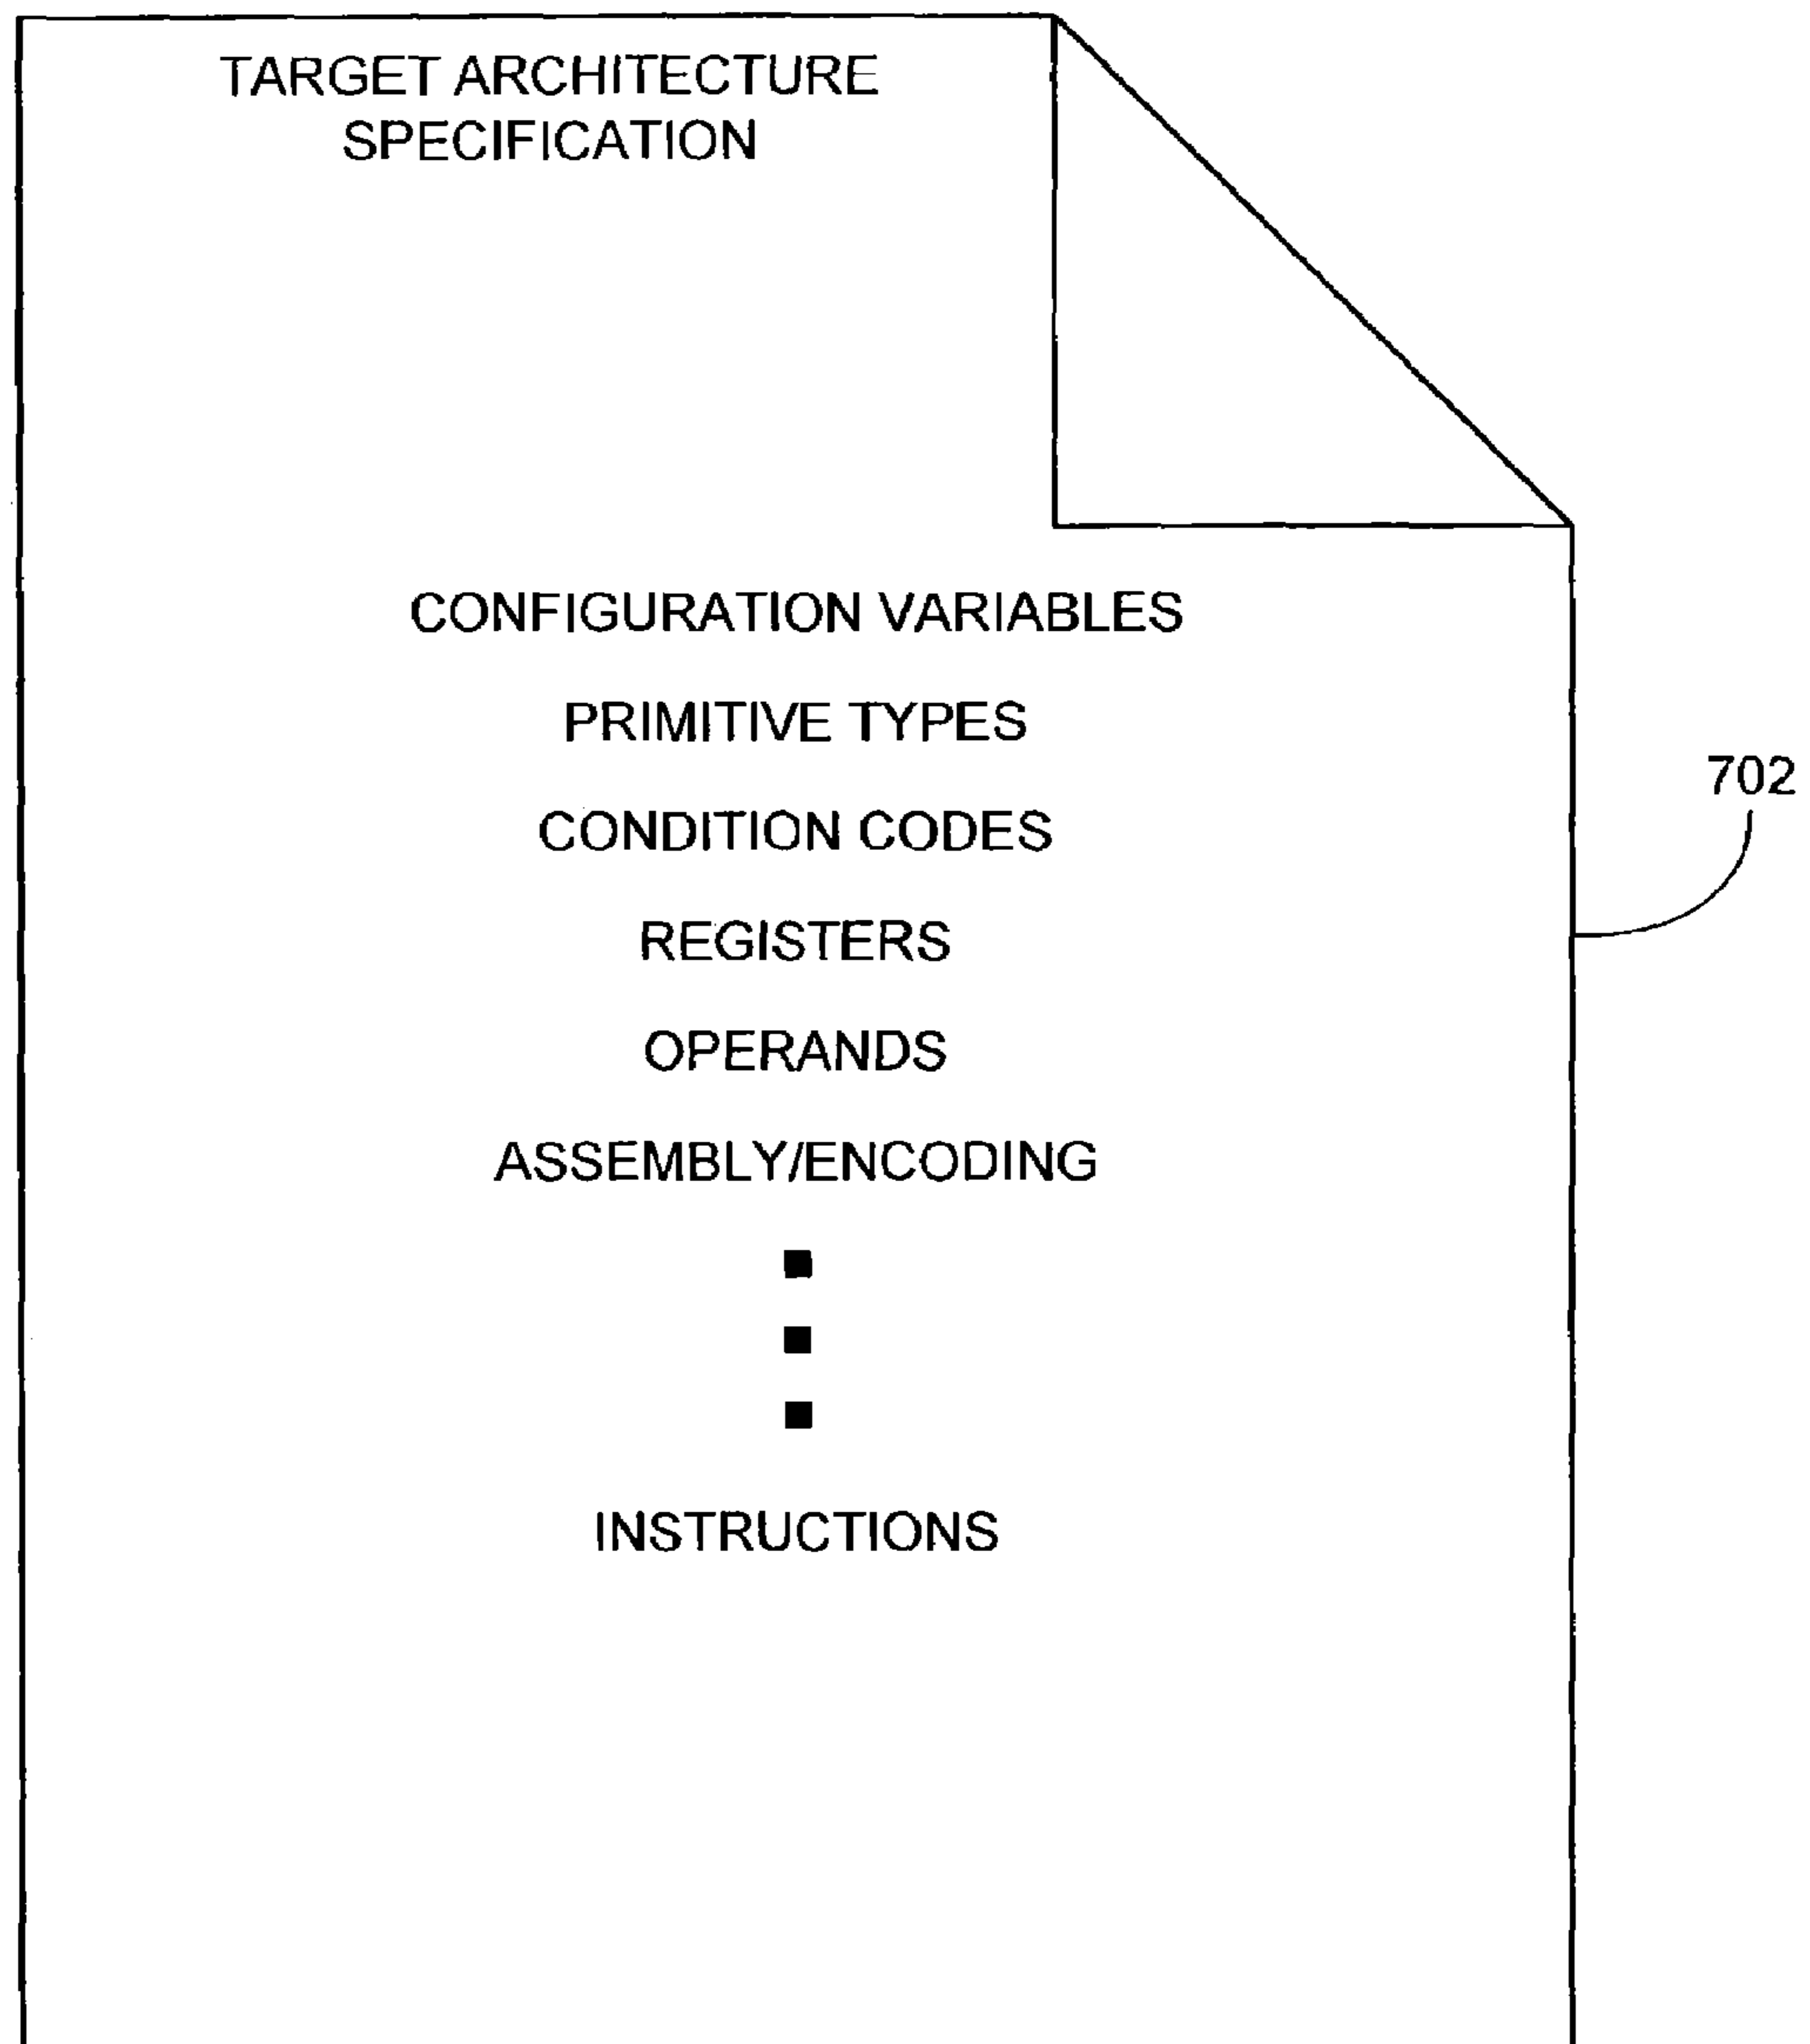 TARGET ARCHITECTURE
SPECIFICATION
CONFIGURATION VARIABLES
PRIMITIVE TYPES
702
CONDITION CODES
REGISTERS
OPERANDS
ASSEMBLY/ENCODING
INSTRUCTIONS